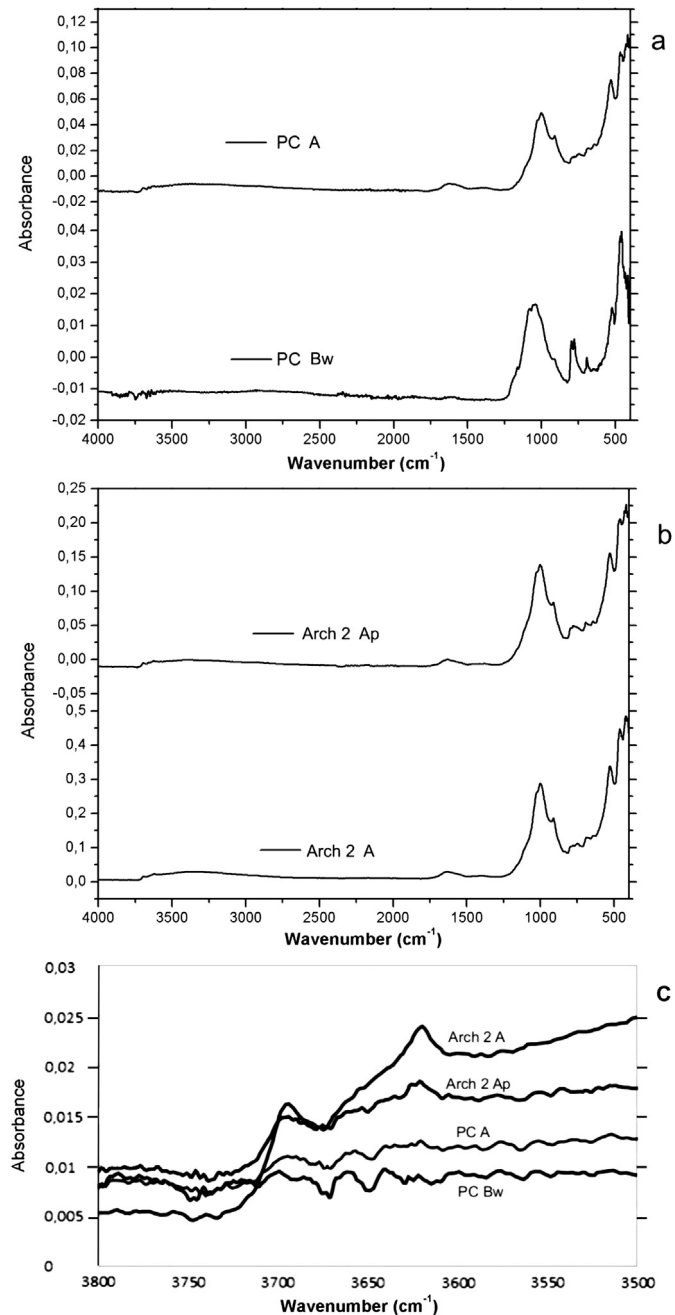 a
0,12
0,10
0,08
0,06
0,04
0,02
0,00
-0,02
PC A
0,04
0,03
0,02
0,01
0,00
-0,01
-0,02
PC Bw
Absorbance
4000 3500 3000 2500 2000 1500 1000 500
Wavenumber (cm-1)
b
0,25
0,20
0,15
0,10
0,05
0,00
-0,05
Arch 2 Ap
0,5
0,4
0,3
0,2
0,1
0,0
Arch 2 A
Absorbance
4000 3500 3000 2500 2000 1500 1000 500
Wavenumber (cm-1)
c
0,03
0,025
0,02
0,015
0,01
0,005
0
Absorbance
Arch 2 A
Arch 2 Ap
PC A
PC Bw
3800 3750 3700 3650 3600 3550 3500
Wavenumber (cm-1)